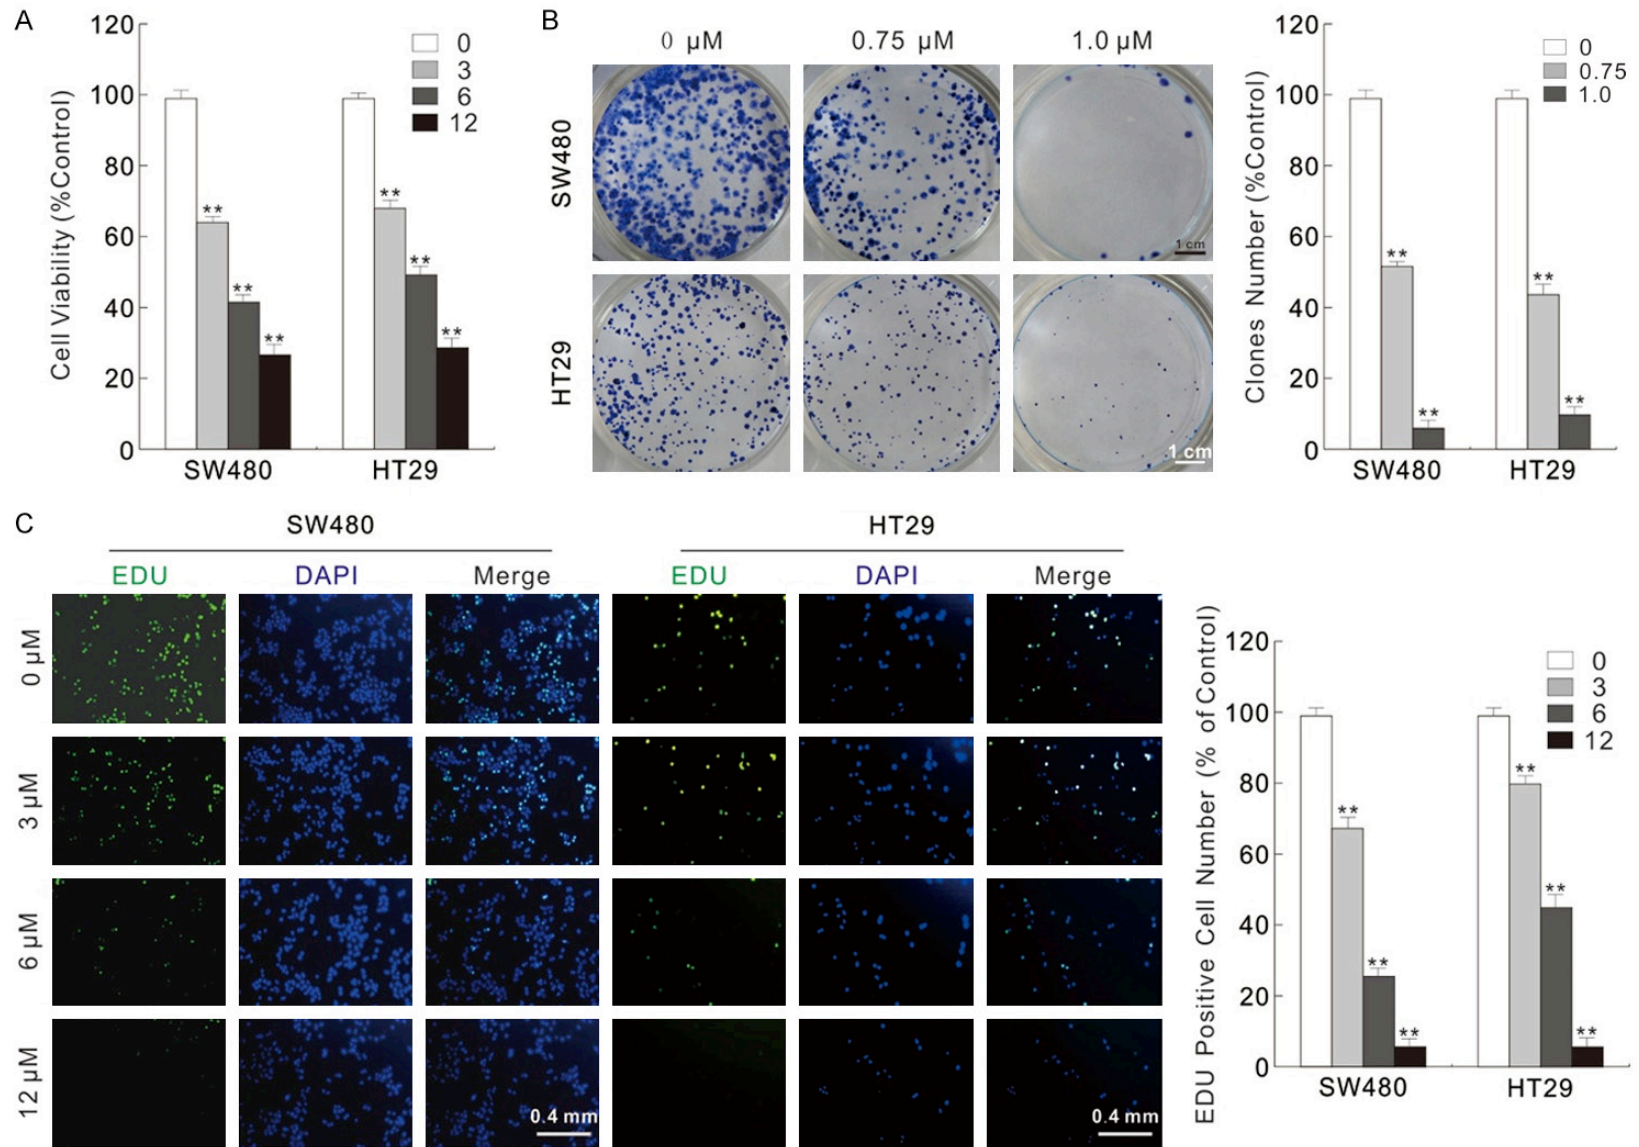 A
120
100
80
60
40
20
0
Cell Viability (%Control)
0
3
6
12
**
**
**
**
**
**
SW480
HT29
B
0 μM
0.75 μM
1.0 μM
SW480
HT29
1 cm
1 cm
120
100
80
60
40
20
0
Clones Number (%Control)
0
0.75
1.0
**
**
**
**
SW480
HT29
C
SW480
HT29
EDU
DAPI
Merge
EDU
DAPI
Merge
0 μM
3 μM
6 μM
12 μM
0.4 mm
0.4 mm
120
100
80
60
40
20
0
EDU Positive Cell Number (% of Control)
0
3
6
12
**
**
**
**
**
**
SW480
HT29